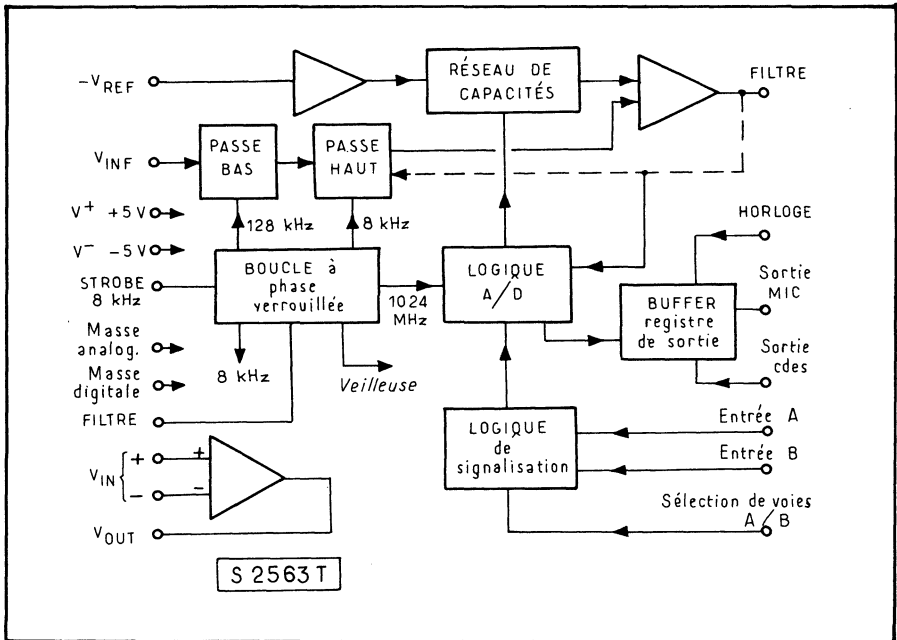 -VREF
RÉSEAU DE
CAPACITÉS
FILTRE
VINF
PASSE
BAS
PASSE
HAUT
V+ +5V
V- -5V
128 kHz
8 kHz
HORLOGE
STROBE
8 kHz
BOUCLE à
phase
verrouillée
1024
MHz
LOGIQUE
A/D
BUFFER
registre
de sortie
Sortie
MIC
Sortie
cdes
Masse
analog.
Masse
digitale
8 kHz
Veilleuse
FILTRE
LOGIQUE
de
signalisation
Entrée A
Entrée B
Sélection de voies
A/B
VIN
+
-
+
-
VOUT
S 2563 T